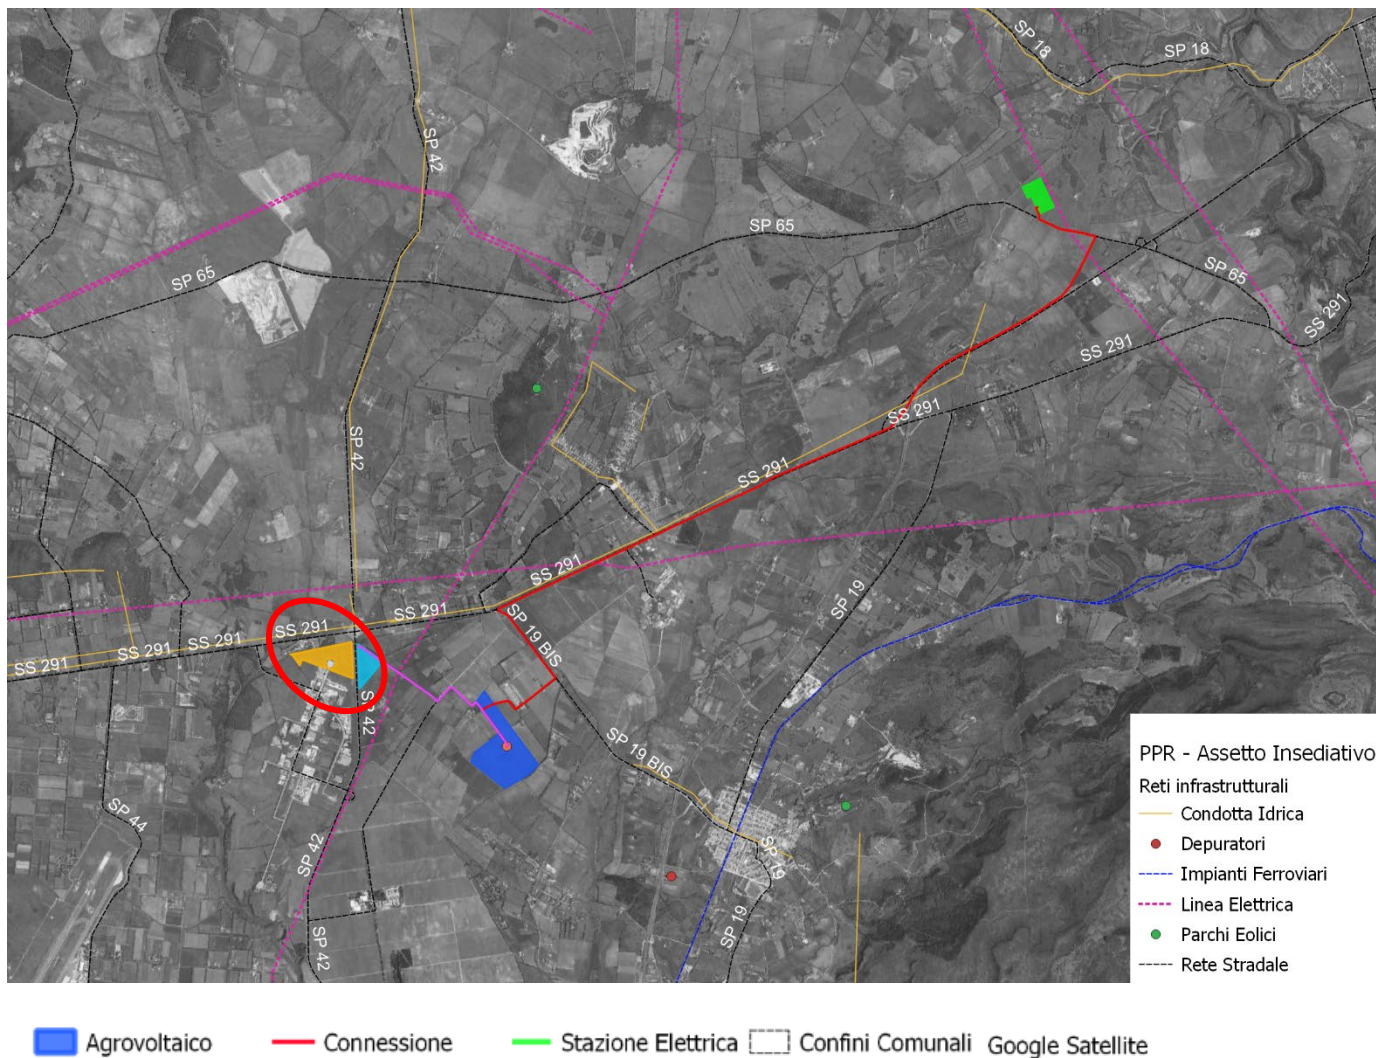 SP 18
SP 18
SP 42
SP 65
SP 65
SP 65
SS 291
SS 291
SS 291
SP 42
SS 291
SS 291
SP 19
SS 291
SS 291
SS 291
SS 291
SS 291
SP 19 BIS
SP 42
SP 19 BIS
SP 44
SP 42
SP 19
SP 19
SP 42
PPR - Assetto Insediativo
Reti infrastrutturali
Condotta Idrica
Depuratori
Impianti Ferroviari
Linea Elettrica
Parchi Eolici
Rete Stradale
Agrovoltaico
Connessione
Stazione Elettrica
Confini Comunali
Google Satellite